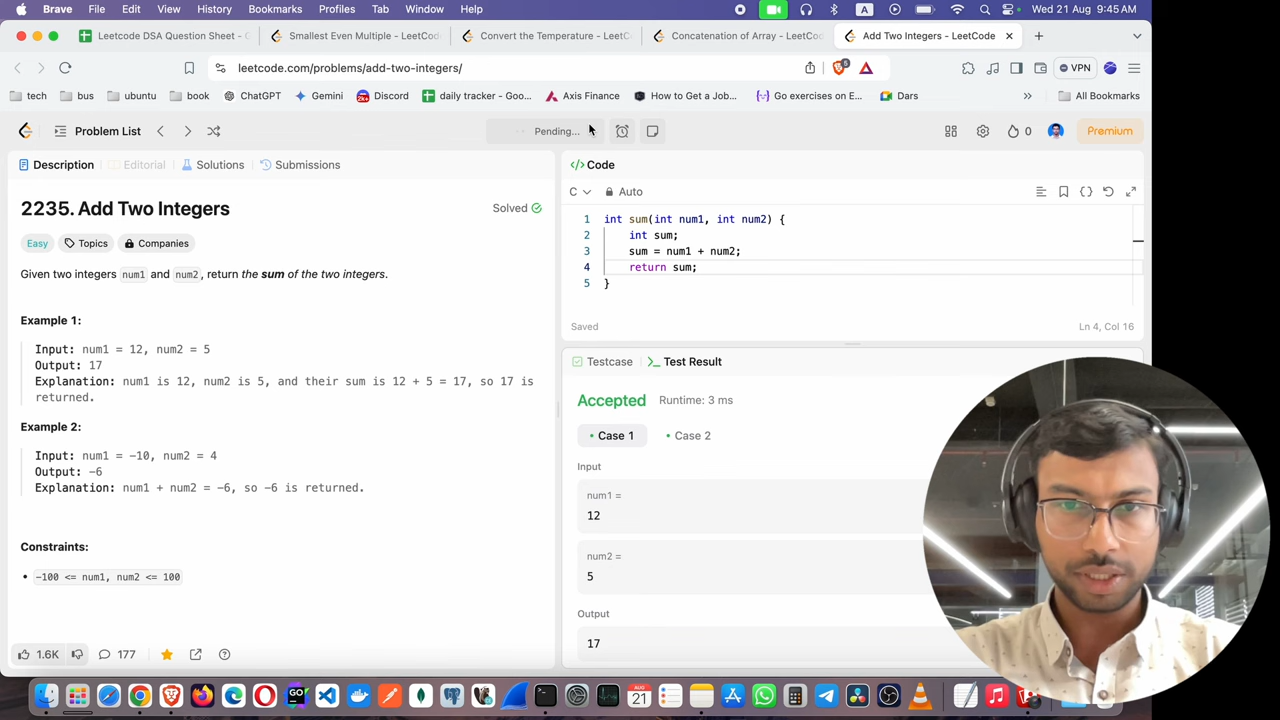 Brave File Edit View History Bookmarks Profiles Tab Window Help A Wed 21 Aug 9:45 AM
Leetcode DSA Question Sheet - G Smallest Even Multiple - LeetCod Convert the Temperature - LeetC Concatenation of Array - LeetCo Add Two Integers - LeetCode
leetcode.com/problems/add-two-integers/ 6 VPN
tech bus ubuntu book ChatGPT Gemini Discord daily tracker - Goo... Axis Finance How to Get a Job... Go exercises on E... Dars All Bookmarks
Problem List Pending... 0 Premium
Description Editorial Solutions Submissions
2235. Add Two Integers Solved
Easy Topics Companies
Given two integers num1 and num2, return the sum of the two integers.
Example 1:
Input: num1 = 12, num2 = 5
Output: 17
Explanation: num1 is 12, num2 is 5, and their sum is 12 + 5 = 17, so 17 is
returned.
Example 2:
Input: num1 = -10, num2 = 4
Output: -6
Explanation: num1 + num2 = -6, so -6 is returned.
Constraints:
• -100 <= num1, num2 <= 100
1.6K 177
</> Code
C Auto
1 int sum(int num1, int num2) {
2 int sum;
3 sum = num1 + num2;
4 return sum;
5 }
Saved Ln 4, Col 16
Testcase >_ Test Result
Accepted Runtime: 3 ms
• Case 1 • Case 2
Input
num1 =
12
num2 =
5
Output
17
AUG
21